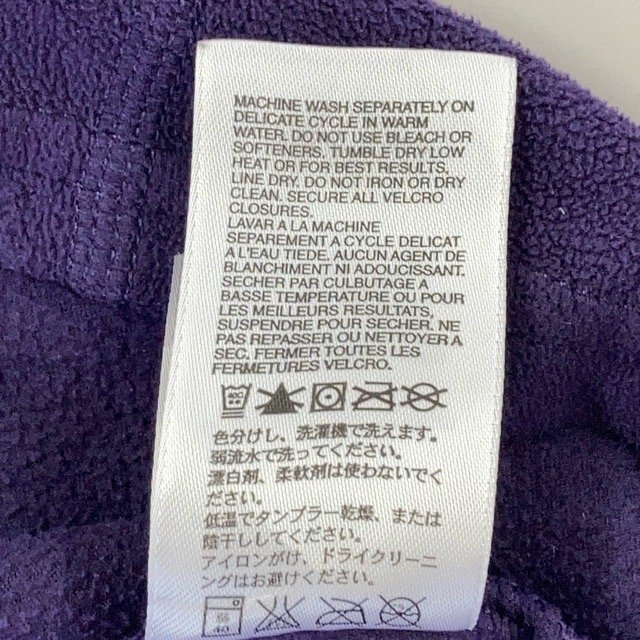 MACHINE WASH SEPARATELY ON
DELICATE CYCLE IN WARM
WATER. DO NOT USE BLEACH OR
SOFTENERS. TUMBLE DRY LOW
HEAT OR FOR BEST RESULTS,
LINE DRY. DO NOT IRON OR DRY
CLEAN. SECURE ALL VELCRO
CLOSURES.
LAVAR A LA MACHINE
SEPAREMENT A CYCLE DELICAT
A L'EAU TIEDE. AUCUN AGENT DE
BLANCHIMENT NI ADOUCISSANT.
SECHER PAR CULBUTAGE A
BASSE TEMPERATURE OU POUR
LES MEILLEURS RESULTATS,
SUSPENDRE POUR SECHER. NE
PAS REPASSER OU NETTOYER A
SEC. FERMER TOUTES LES
FERMETURES VELCRO.
色分けし、洗濯機で洗えます。
弱流水で洗ってください。
漂白剤、柔軟剤は使わないでく
ださい。
低温でタンブラー乾燥、または
陰干ししてください。
アイロンがけ、ドライクリーニ
ングはお避けください。